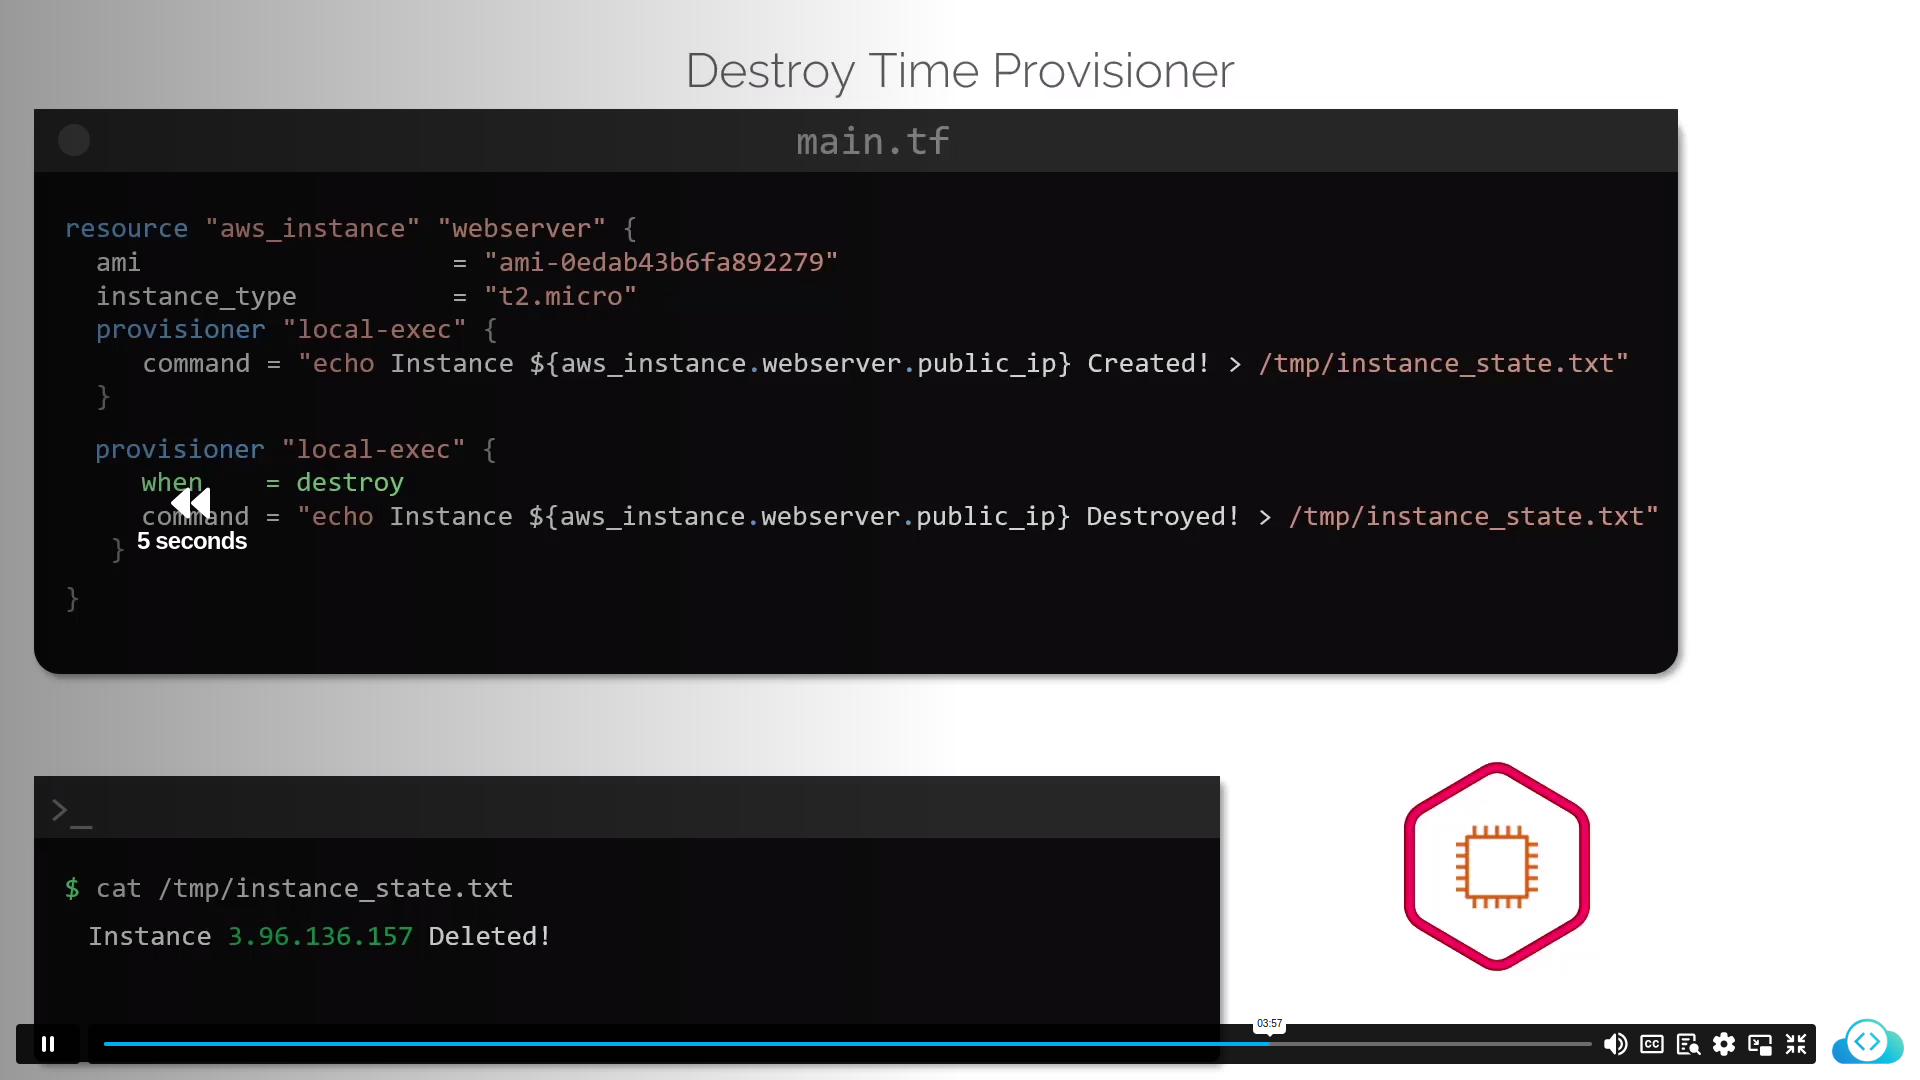 Destroy Time Provisioner
main.tf
resource "aws_instance" "webserver" {
ami = "ami-0edab43b6fa892279"
instance_type = "t2.micro"
provisioner "local-exec" {
command = "echo Instance ${aws_instance.webserver.public_ip} Created! > /tmp/instance_state.txt"
}
provisioner "local-exec" {
when = destroy
command = "echo Instance ${aws_instance.webserver.public_ip} Destroyed! > /tmp/instance_state.txt"
}
5 seconds
}
>_
$ cat /tmp/instance_state.txt
Instance 3.96.136.157 Deleted!
03:57
CC